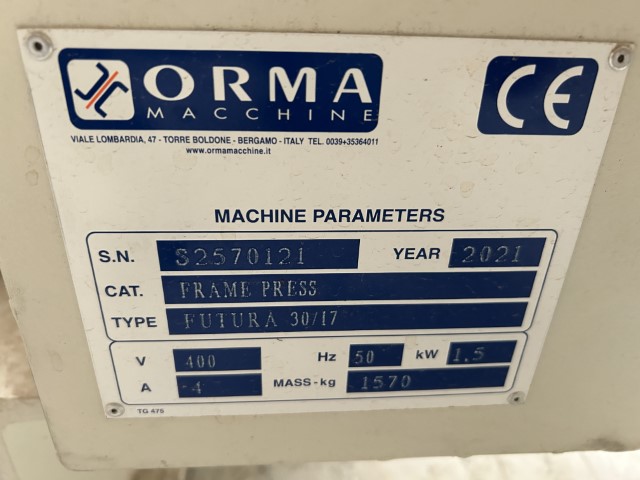 ORMA
MACCHINE
CE
VIALE LOMBARDIA, 47 - TORRE BOLDONE - BERGAMO - ITALY TEL. 0039+35364011
www.ormamacchine.it
MACHINE PARAMETERS
S.N. S2570121 YEAR 2021
CAT. FRAME PRESS
TYPE FUTURA 30/17
V 400 Hz 50 kW 1.5
A 4 MASS-kg 1570
TG 475